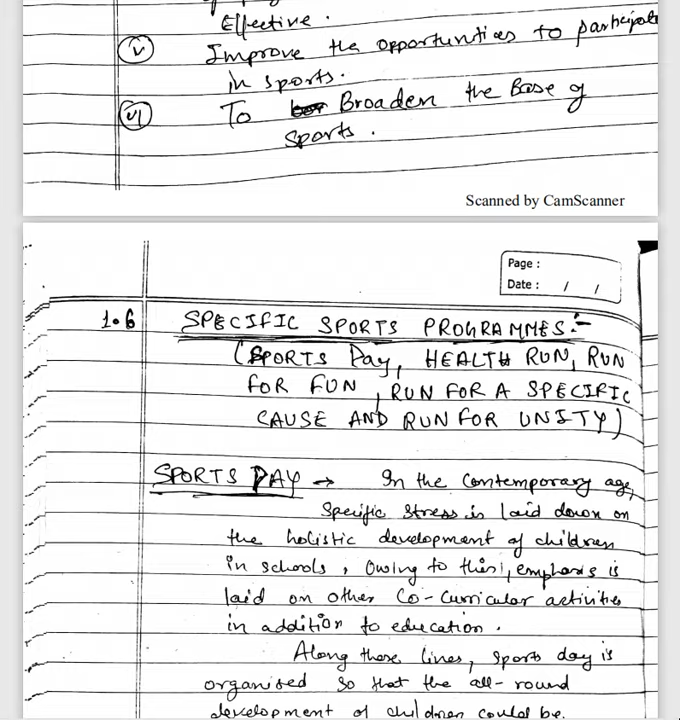 Effective.
(v) Improve the opportunities to participate
in sports.
(vi) To Broaden the Base of
Sports.
Scanned by CamScanner
Page :
Date : / /
1.6 SPECIFIC SPORTS PROGRAMMES:-
(SPORTS Day, HEALTH RUN, RUN
FOR FUN, RUN FOR A SPECIFIC
CAUSE AND RUN FOR UNITY)
SPORTS DAY → In the Contemporary age,
Specific Stress is laid down on
the holistic development of children
in schools, Owing to this, emphasis is
laid on other Co-Curricular activities
in addition to education.
Along these lines, sports day is
organised so that the all-round
development of children could be